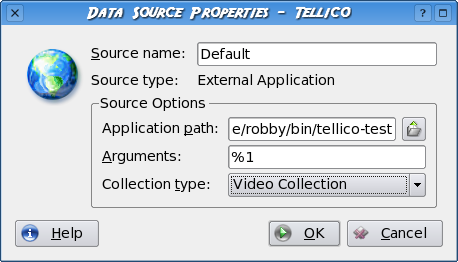 Data Source Properties - Tellico
Source name: Default
Source type: External Application
Source Options
Application path: e/robby/bin/tellico-test
Arguments: %1
Collection type: Video Collection
Help OK Cancel